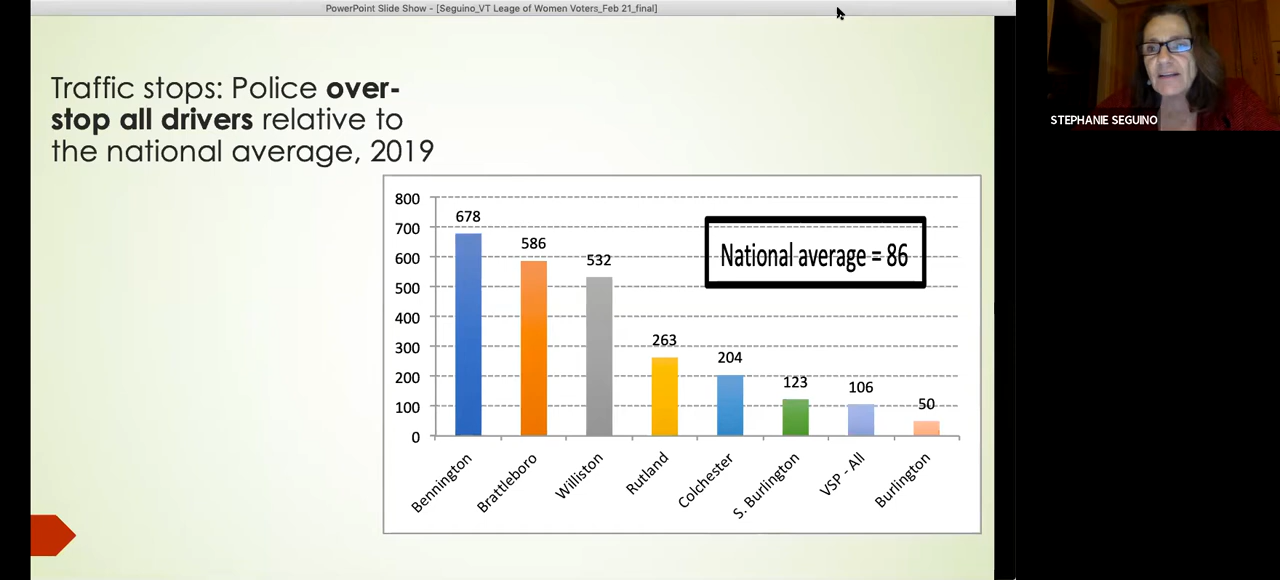 PowerPoint Slide Show - [Seguino_VT Leage of Women Voters_Feb 21_final]
Traffic stops: Police over-
stop all drivers relative to
the national average, 2019
800
700
600
500
400
300
200
100
0
678
586
532
263
204
123
106
50
National average = 86
Bennington
Brattleboro
Williston
Rutland
Colchester
S. Burlington
VSP - All
Burlington
STEPHANIE SEGUINO